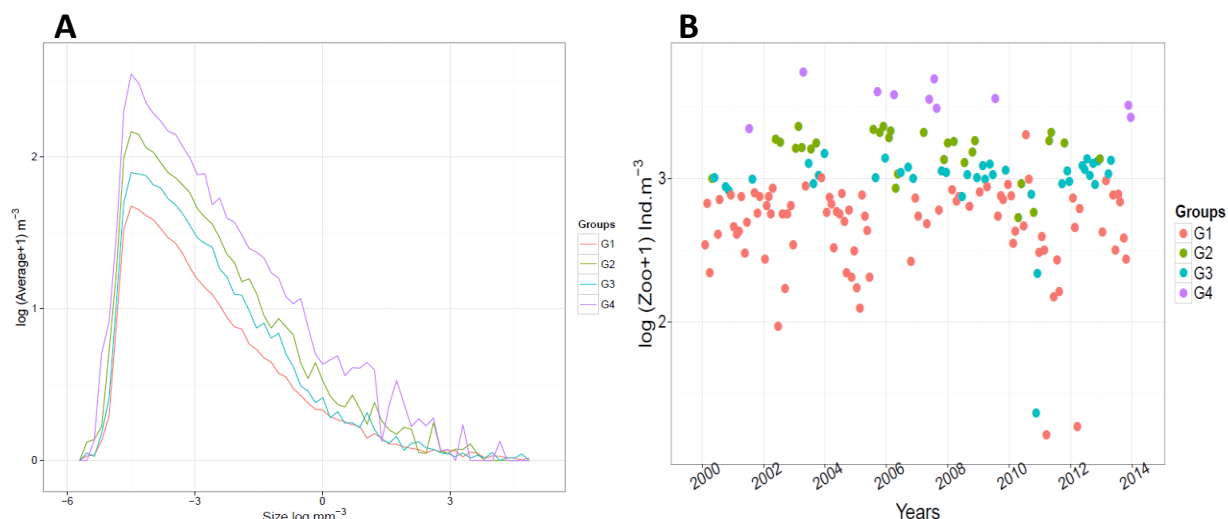 A
log (Average+1) m⁻³
2
1
0
−6
−3
0
3
Size log mm⁻³
Groups
G1
G2
G3
G4
B
log (Zoo+1) Ind.m⁻³
3
2
2000
2002
2004
2006
2008
2010
2012
2014
Years
Groups
G1
G2
G3
G4